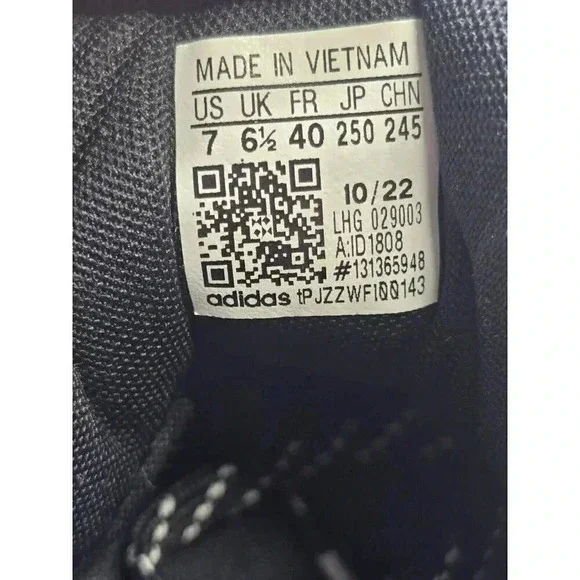 MADE IN VIETNAM
US UK FR JP CHN
7 6½ 40 250 245
10/22
LHG 029003
A:ID1808
#131365948
adidas tPJZZWFI00143